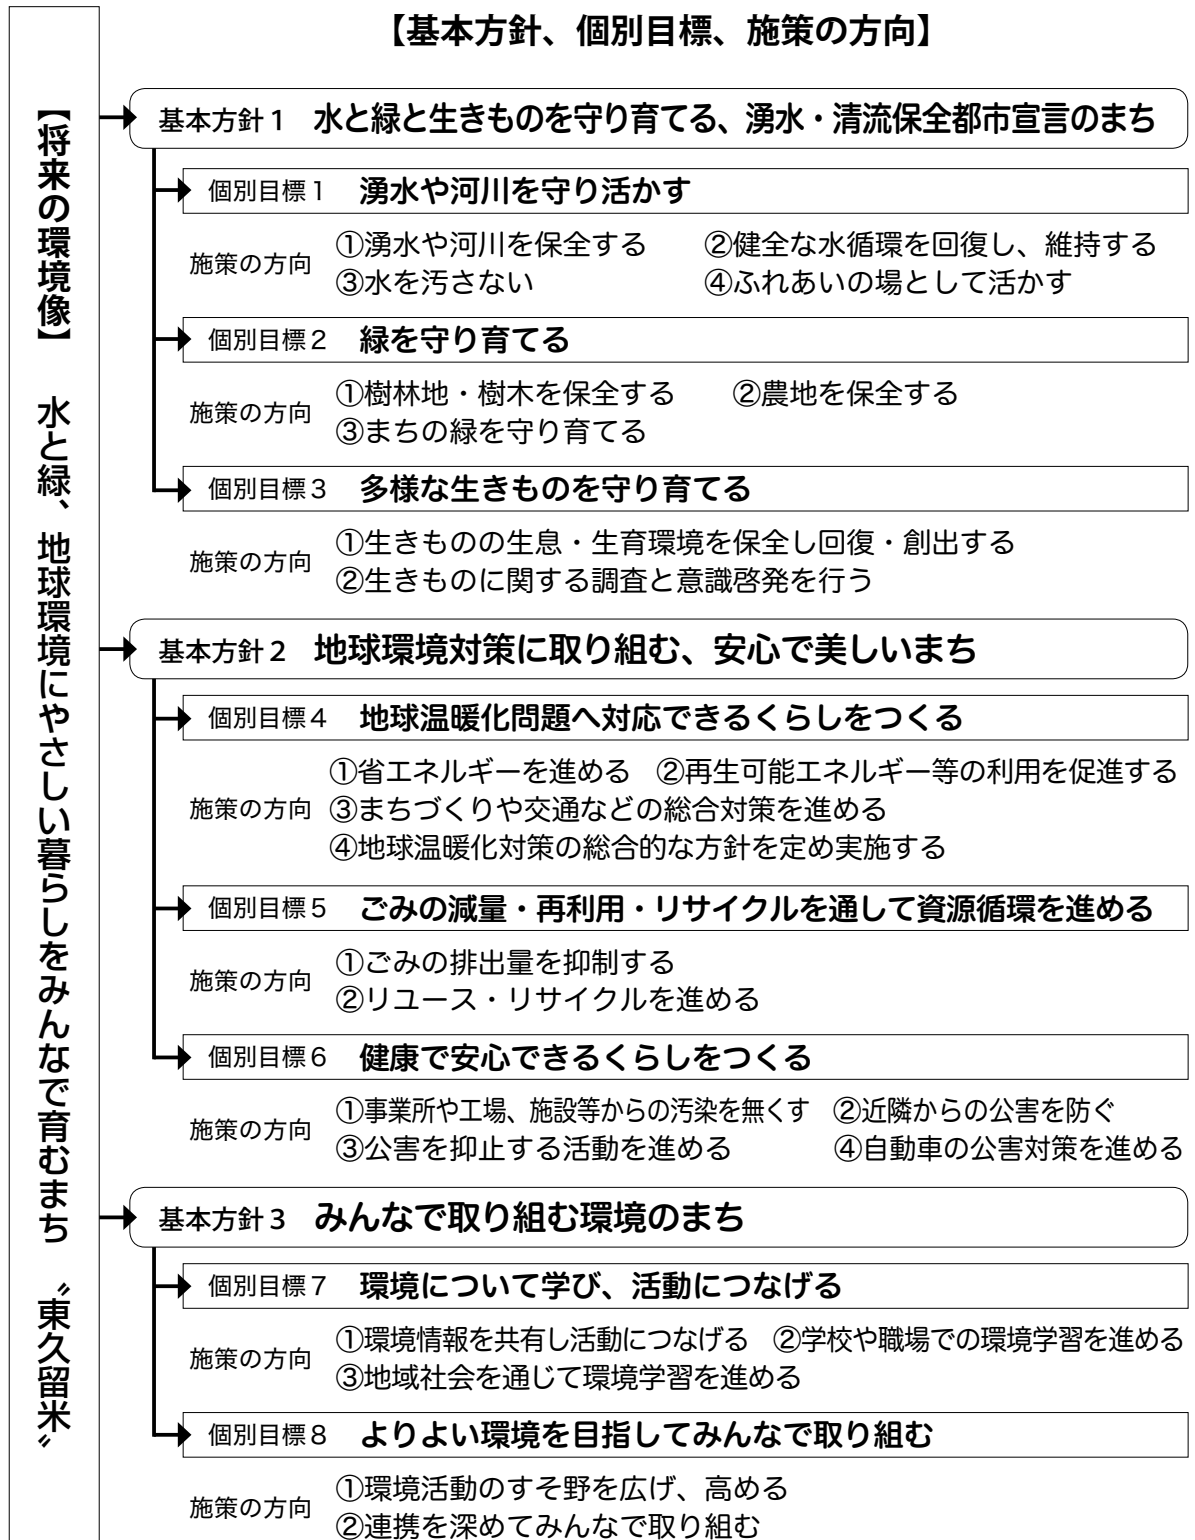 【基本方針、個別目標、施策の方向】
【将来の環境像】 水と緑、地球環境にやさしい暮らしをみんなで育むまち 〝東久留米〟
基本方針1 水と緑と生きものを守り育てる、湧水・清流保全都市宣言のまち
個別目標1 湧水や河川を守り活かす
施策の方向
①湧水や河川を保全する ②健全な水循環を回復し、維持する
③水を汚さない ④ふれあいの場として活かす
個別目標2 緑を守り育てる
施策の方向
①樹林地・樹木を保全する ②農地を保全する
③まちの緑を守り育てる
個別目標3 多様な生きものを守り育てる
施策の方向
①生きものの生息・生育環境を保全し回復・創出する
②生きものに関する調査と意識啓発を行う
基本方針2 地球環境対策に取り組む、安心で美しいまち
個別目標4 地球温暖化問題へ対応できるくらしをつくる
①省エネルギーを進める ②再生可能エネルギー等の利用を促進する
施策の方向 ③まちづくりや交通などの総合対策を進める
④地球温暖化対策の総合的な方針を定め実施する
個別目標5 ごみの減量・再利用・リサイクルを通して資源循環を進める
施策の方向
①ごみの排出量を抑制する
②リユース・リサイクルを進める
個別目標6 健康で安心できるくらしをつくる
施策の方向
①事業所や工場、施設等からの汚染を無くす ②近隣からの公害を防ぐ
③公害を抑止する活動を進める ④自動車の公害対策を進める
基本方針3 みんなで取り組む環境のまち
個別目標7 環境について学び、活動につなげる
施策の方向
①環境情報を共有し活動につなげる ②学校や職場での環境学習を進める
③地域社会を通じて環境学習を進める
個別目標8 よりよい環境を目指してみんなで取り組む
施策の方向
①環境活動のすそ野を広げ、高める
②連携を深めてみんなで取り組む